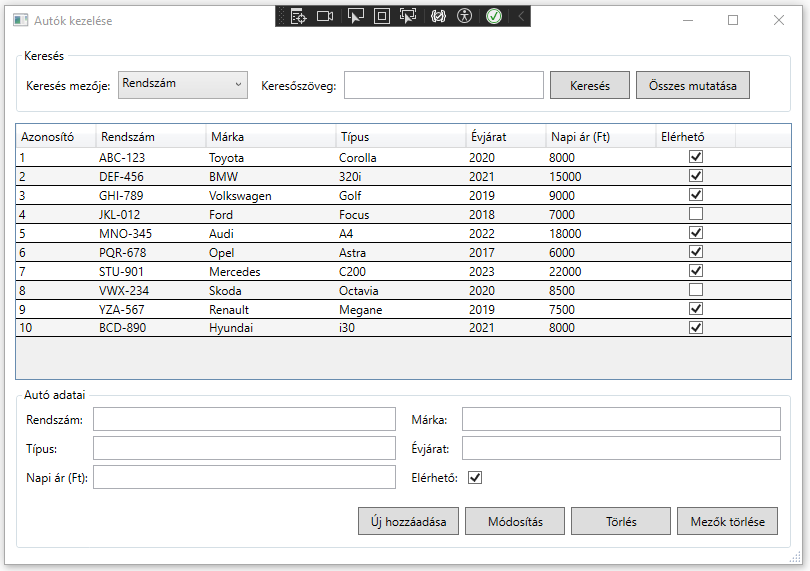 Autók kezelése
Keresés
Keresés mezője: Rendszám Keresőszöveg: Keresés Összes mutatása
Azonosító Rendszám Márka Típus Évjárat Napi ár (Ft) Elérhető
1 ABC-123 Toyota Corolla 2020 8000
2 DEF-456 BMW 320i 2021 15000
3 GHI-789 Volkswagen Golf 2019 9000
4 JKL-012 Ford Focus 2018 7000
5 MNO-345 Audi A4 2022 18000
6 PQR-678 Opel Astra 2017 6000
7 STU-901 Mercedes C200 2023 22000
8 VWX-234 Skoda Octavia 2020 8500
9 YZA-567 Renault Megane 2019 7500
10 BCD-890 Hyundai i30 2021 8000
Autó adatai
Rendszám: Márka:
Típus: Évjárat:
Napi ár (Ft): Elérhető:
Új hozzáadása Módosítás Törlés Mezők törlése